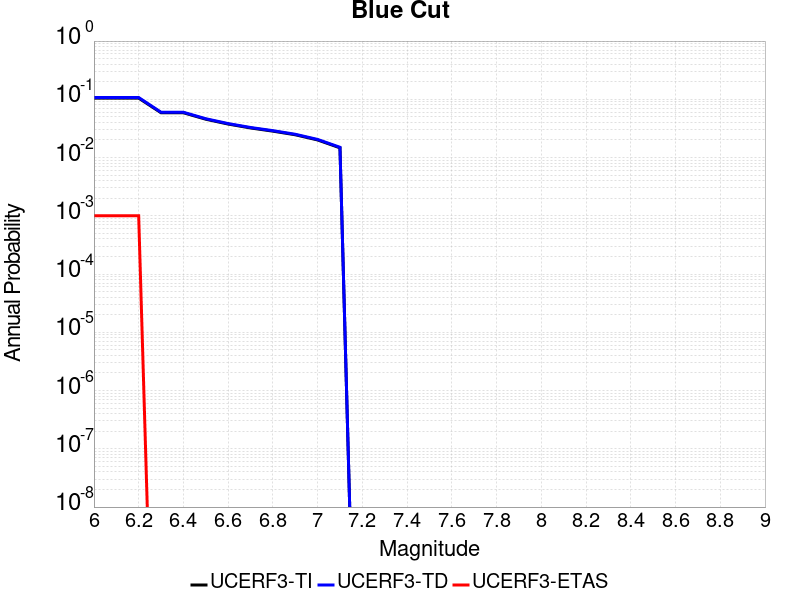 Blue Cut
10^0
10^-1
10^-2
10^-3
10^-4
10^-5
10^-6
10^-7
10^-8
Annual Probability
6 6.2 6.4 6.6 6.8 7 7.2 7.4 7.6 7.8 8 8.2 8.4 8.6 8.8 9
Magnitude
UCERF3-TI UCERF3-TD UCERF3-ETAS